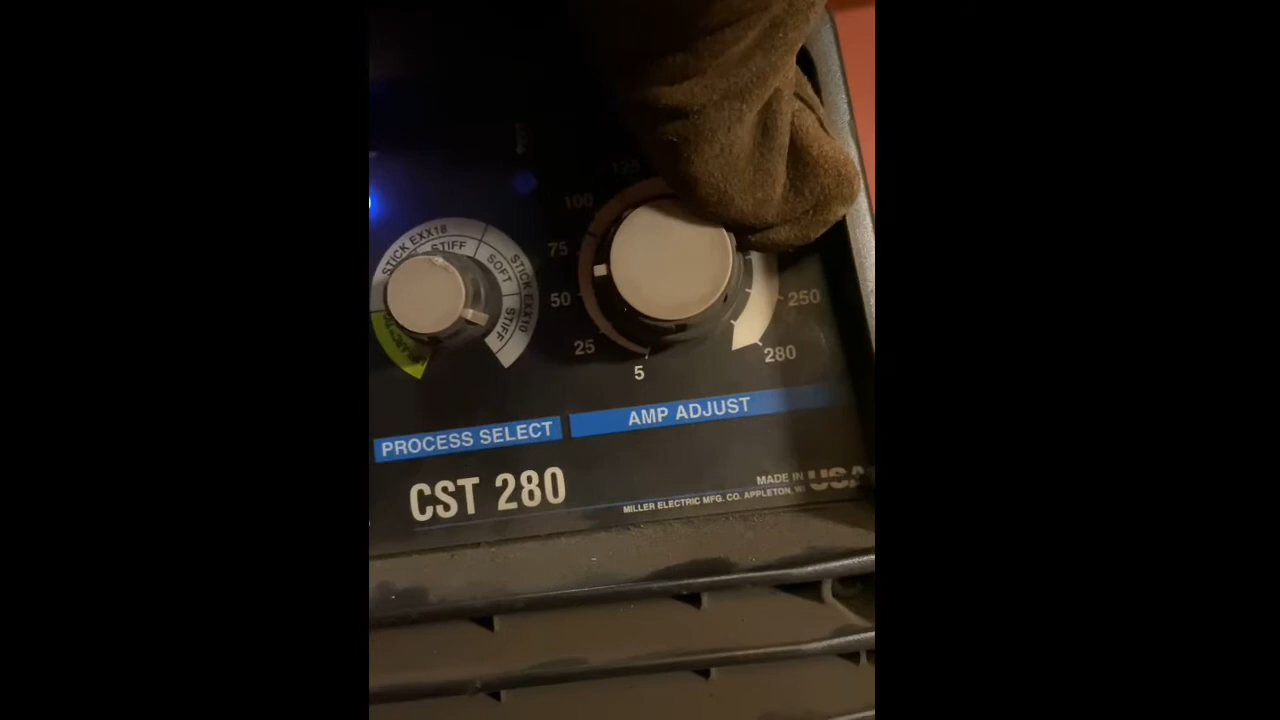 125
100
75
50
25
5
250
280
STICK EXX18
STIFF
SOFT
STICK EXX10
STIFF
PROCESS SELECT
AMP ADJUST
CST 280
MADE IN USA
MILLER ELECTRIC MFG. CO. APPLETON, WI